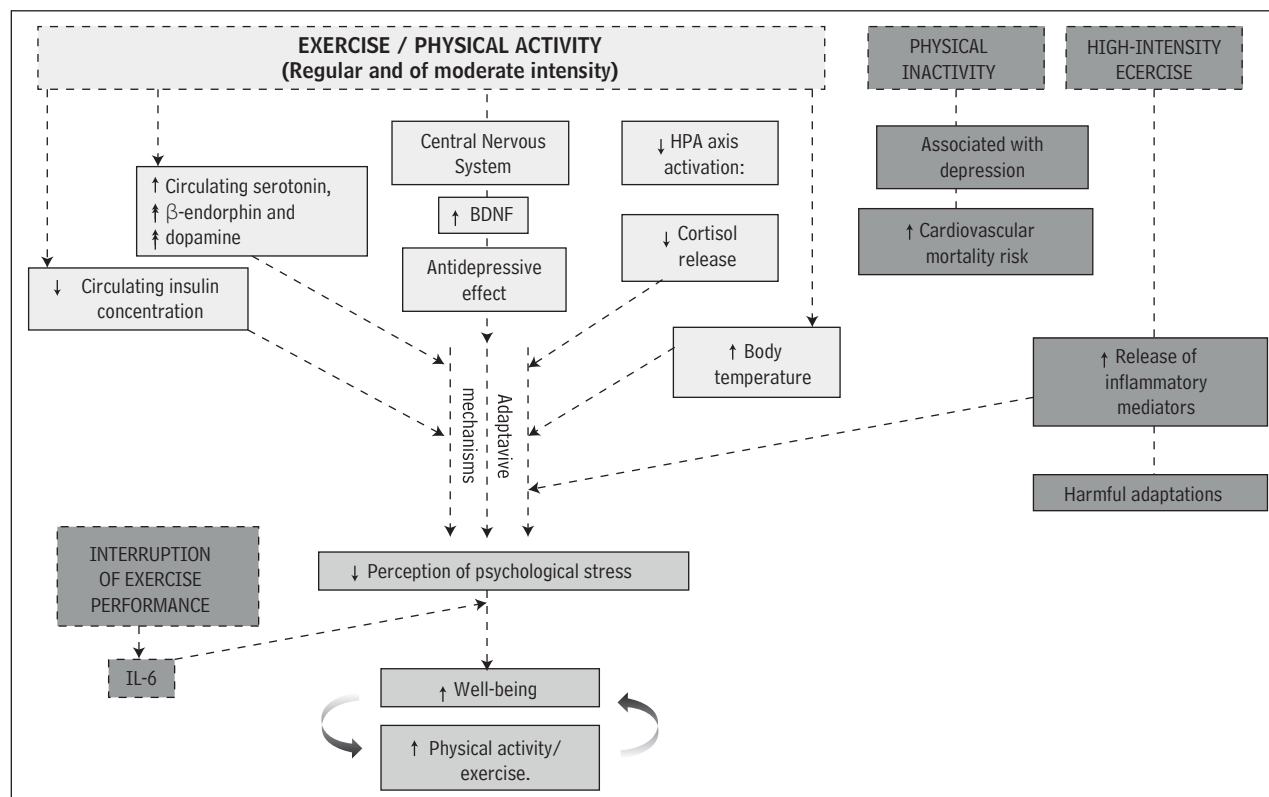 EXERCISE / PHYSICAL ACTIVITY
(Regular and of moderate intensity)
PHYSICAL
INACTIVITY
HIGH-INTENSITY
ECERCISE
Central Nervous
System
↓ HPA axis
activation:
Associated with
depression
↑ Circulating serotonin,
↑ β-endorphin and
↑ dopamine
↑ BDNF
↓ Cortisol
release
↑ Cardiovascular
mortality risk
↓ Circulating insulin
concentration
Antidepressive
effect
↑ Body
temperature
↑ Release of
inflammatory
mediators
Adaptavive
mechanisms
Harmful adaptations
INTERRUPTION
OF EXERCISE
PERFORMANCE
↓ Perception of psychological stress
IL-6
↑ Well-being
↑ Physical activity/
exercise.